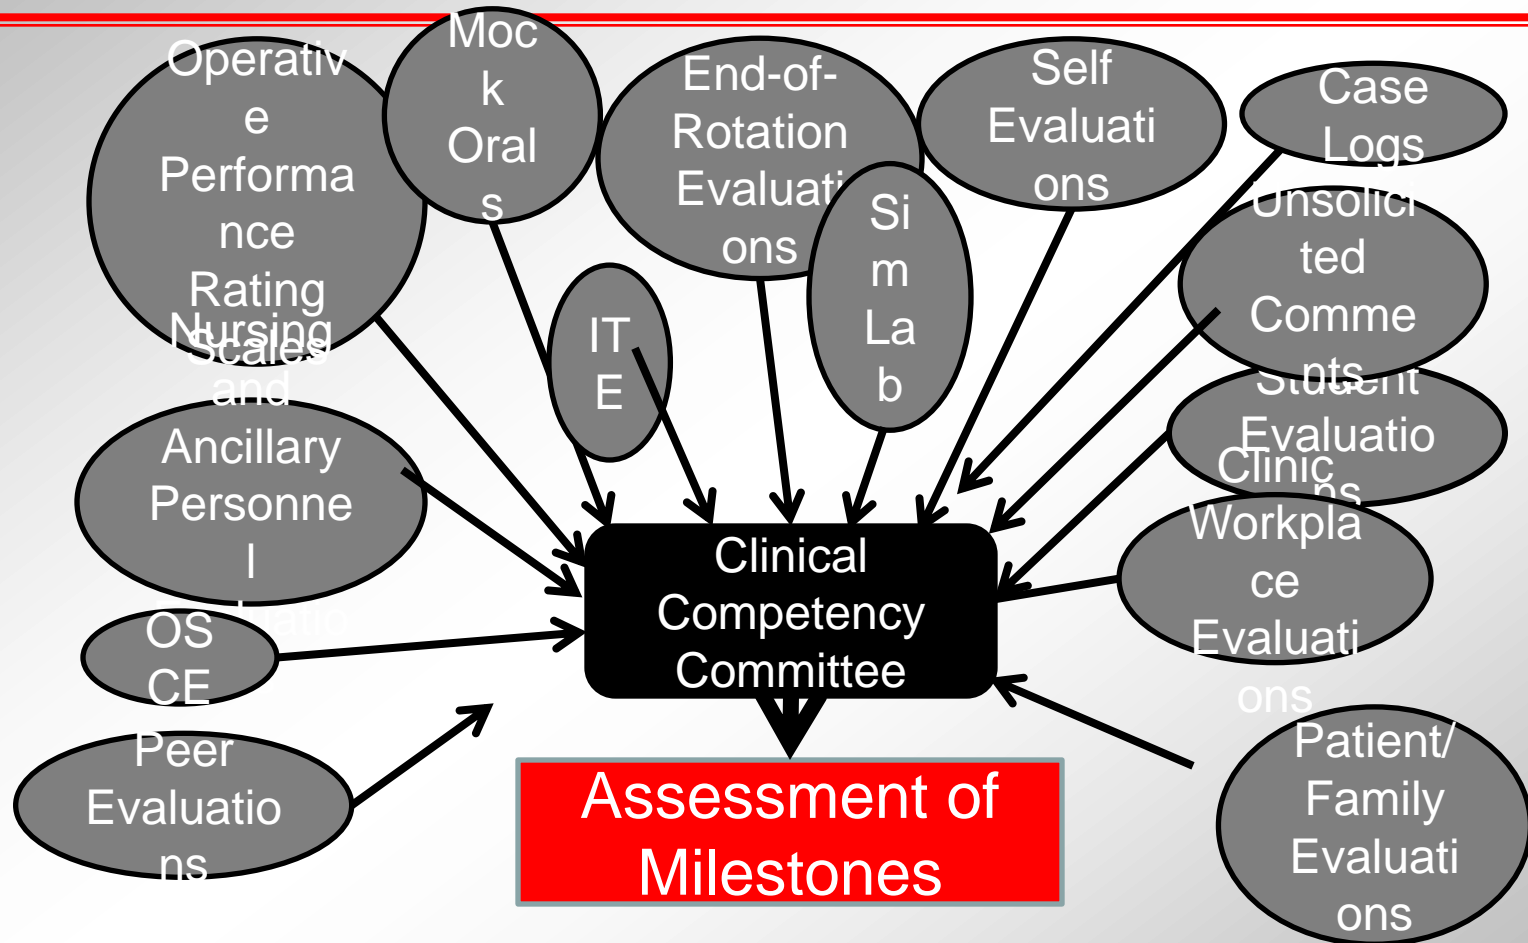 Operativ
e
Performa
nce
Rating
Scales
Moc
k
Oral
s
End-of-
Rotation
Evaluati
ons
Self
Evaluati
ons
Case
Logs
IT
E
Si
m
La
b
Unsolici
ted
Comme
nts
Student
Evaluatio
ns
Nursing
and
Ancillary
Personne
l
Clinic
Workpla
ce
Evaluati
ons
OS
CE
Peer
Evaluatio
ns
Patient/
Family
Evaluati
ons
Clinical
Competency
Committee
Assessment of
Milestones